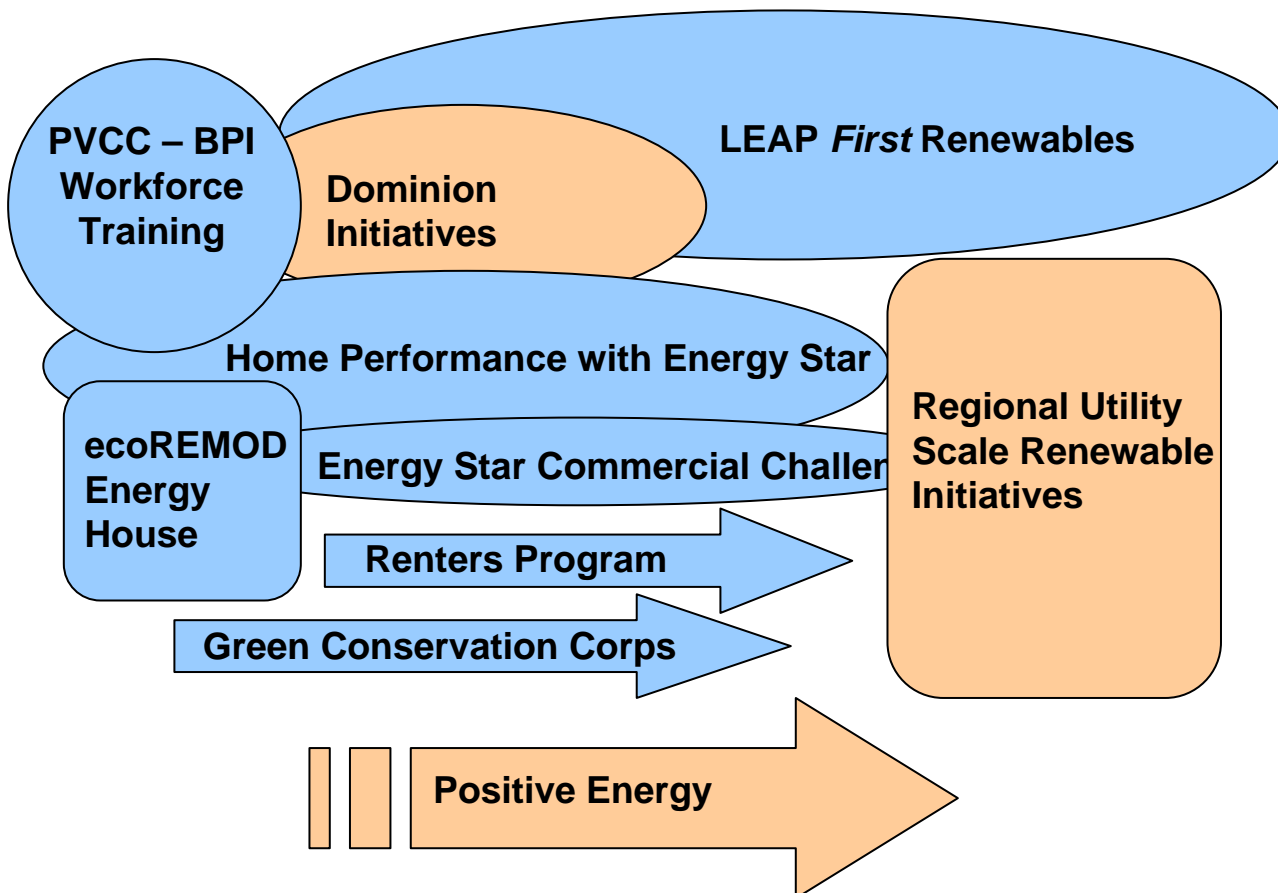 PVCC – BPI
Workforce
Training
LEAP First Renewables
Dominion
Initiatives
Home Performance with Energy Star
Regional Utility
Scale Renewable
Initiatives
ecoREMOD
Energy
House
Energy Star Commercial Challen
Renters Program
Green Conservation Corps
Positive Energy